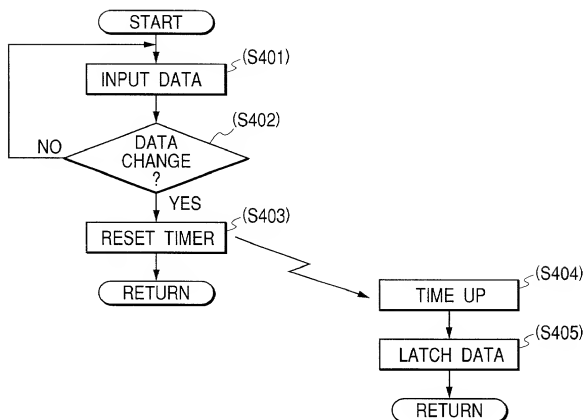 START
INPUT DATA
(S401)
DATA
CHANGE
?
(S402)
NO
YES
RESET TIMER
(S403)
RETURN
TIME UP
(S404)
LATCH DATA
(S405)
RETURN